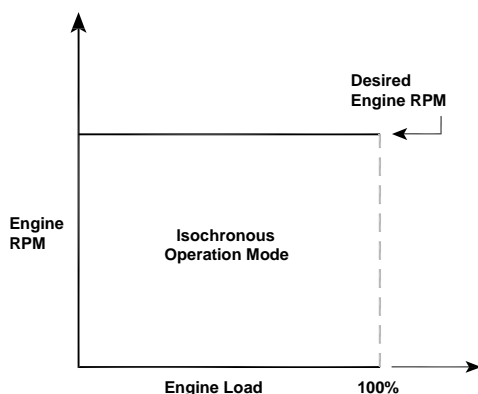 Desired
Engine RPM
Engine
RPM
Isochronous
Operation Mode
Engine Load
100%